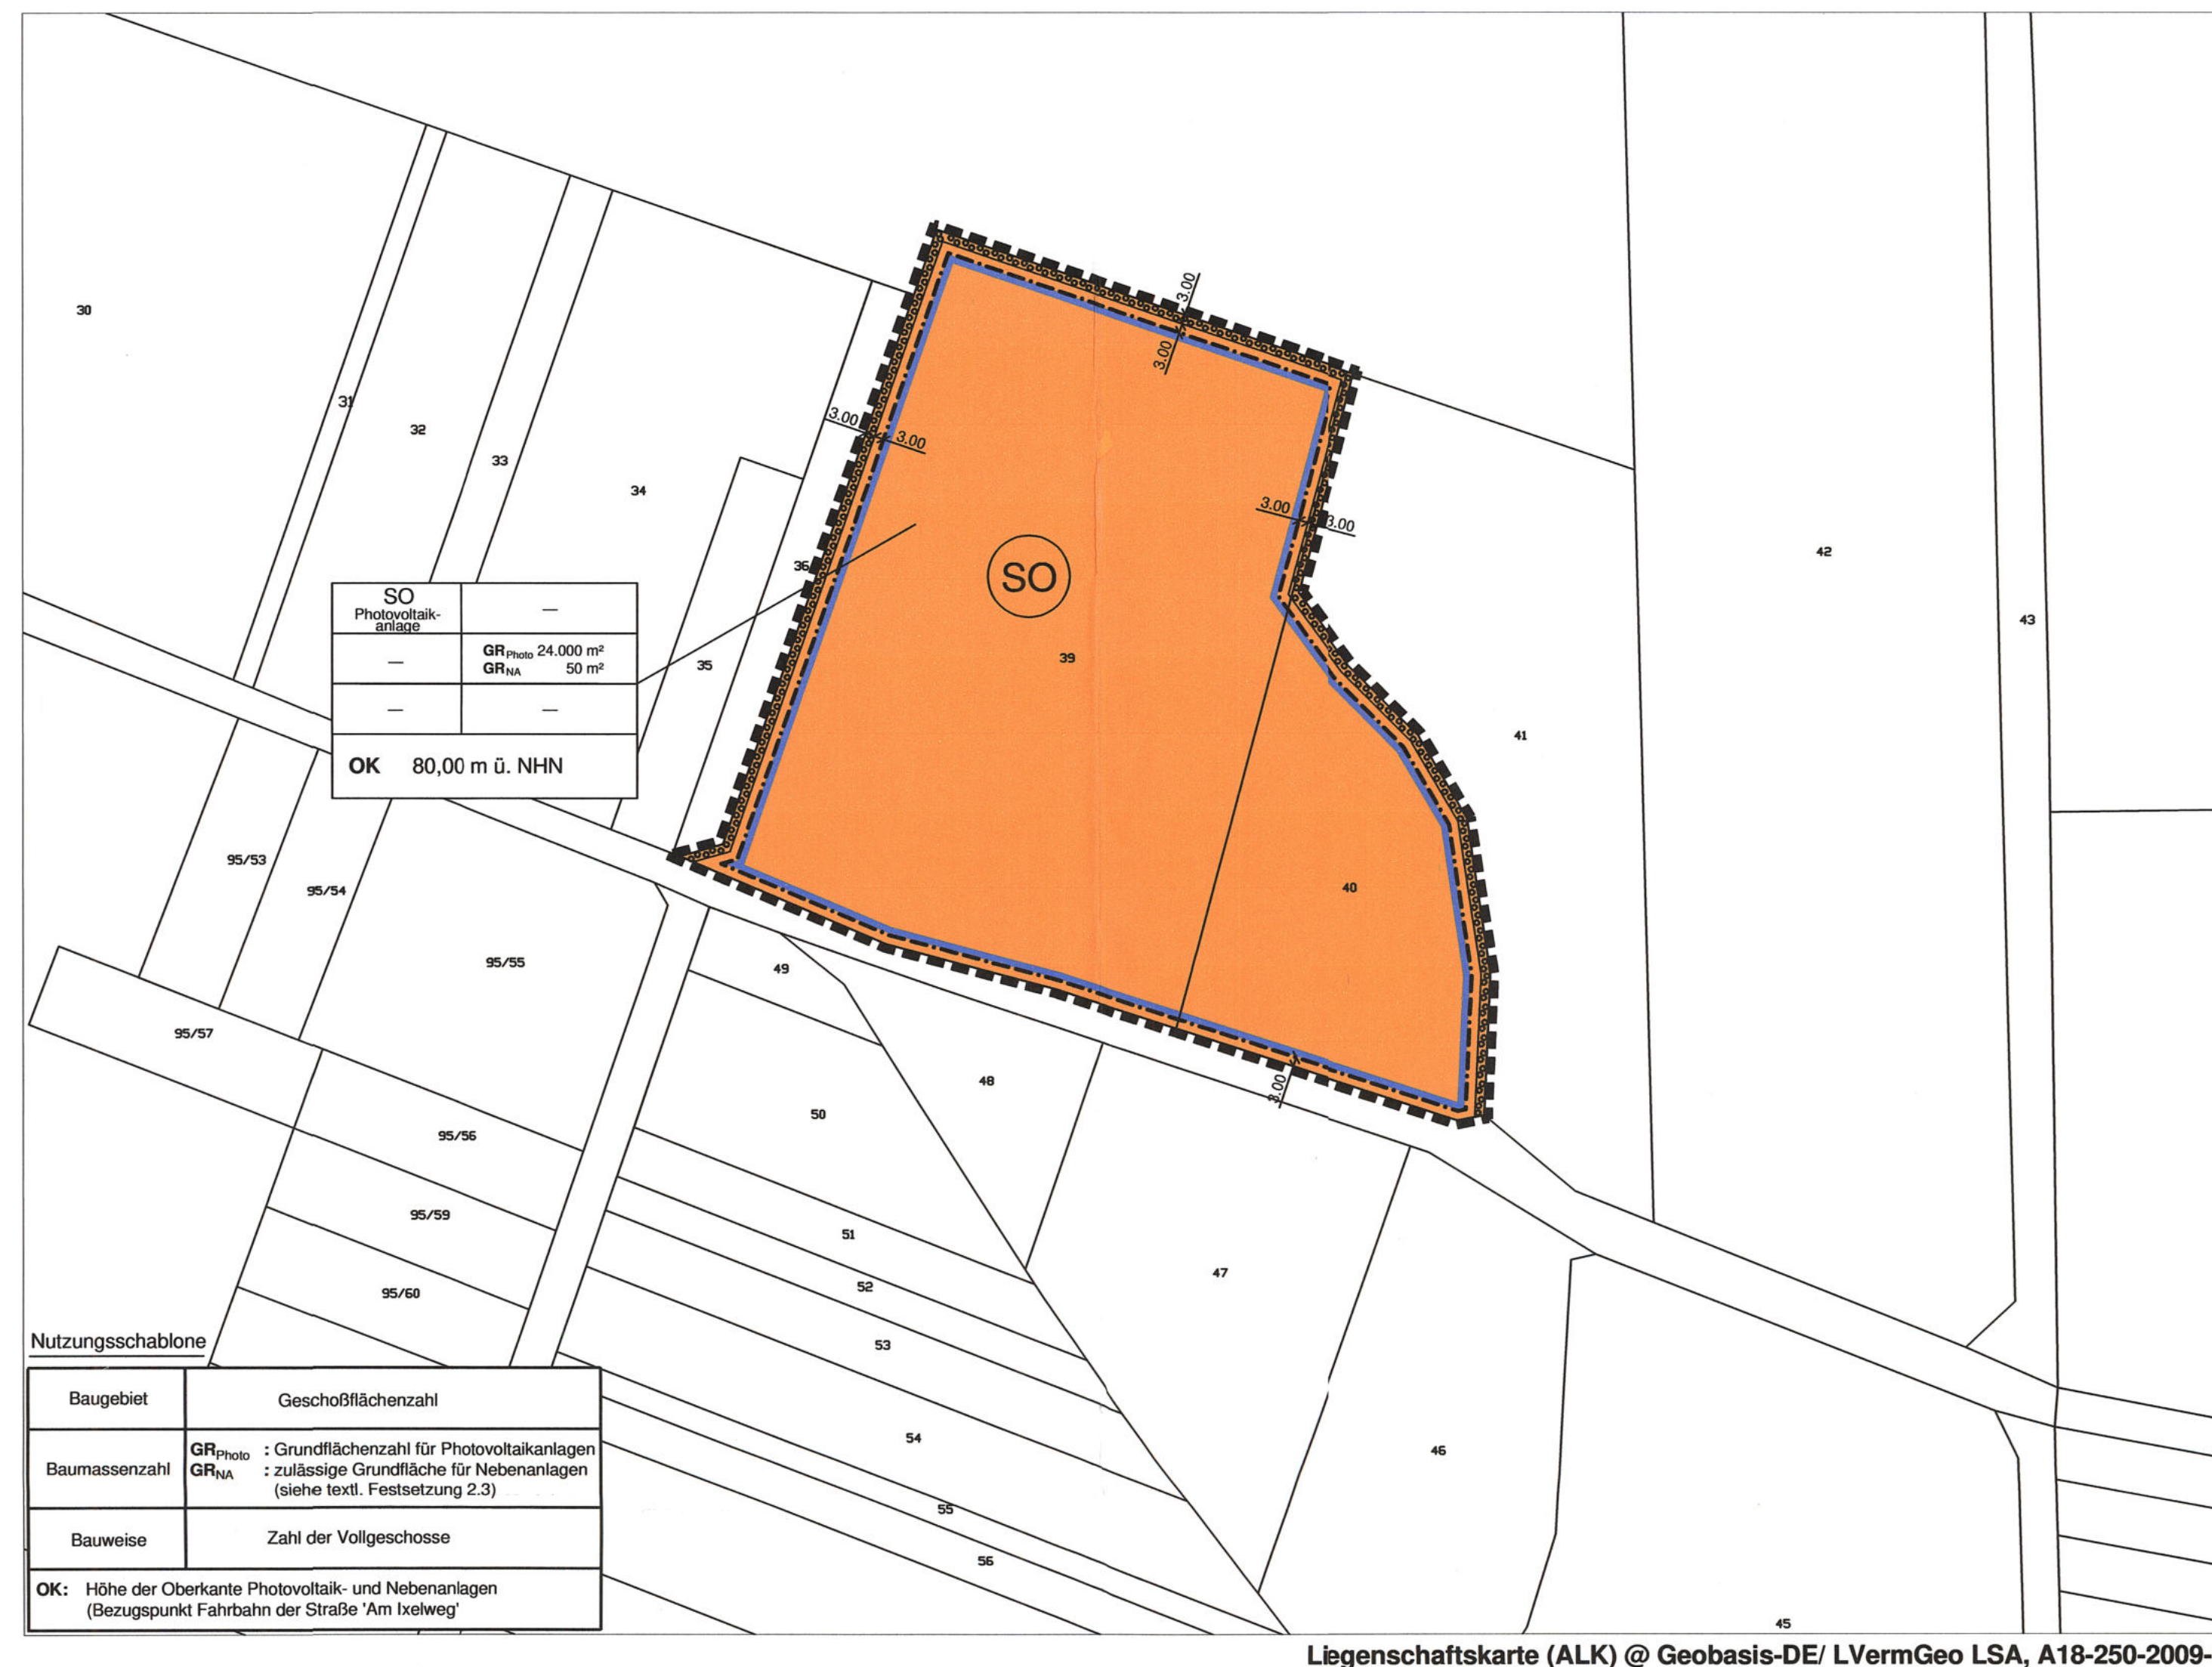 30
31
32
33
34
35
36
3.00
3.00
3.00
3.00
3.00
3.00
SO
39
40
41
42
43
SO
Photovoltaik-
anlage
—
—
GRPhoto 24.000 m²
GRNA 50 m²
—
—
OK 80,00 m ü. NHN
95/53
95/54
95/55
95/57
95/56
95/59
95/60
49
48
50
3.00
51
52
53
47
54
46
55
56
45
Nutzungsschablone
Baugebiet
Geschoßflächenzahl
Baumassenzahl
GRPhoto : Grundflächenzahl für Photovoltaikanlagen
GRNA : zulässige Grundfläche für Nebenanlagen
(siehe textl. Festsetzung 2.3)
Bauweise
Zahl der Vollgeschosse
OK: Höhe der Oberkante Photovoltaik- und Nebenanlagen
(Bezugspunkt Fahrbahn der Straße 'Am Ixelweg'
Liegenschaftskarte (ALK) @ Geobasis-DE/ LVermGeo LSA, A18-250-2009-